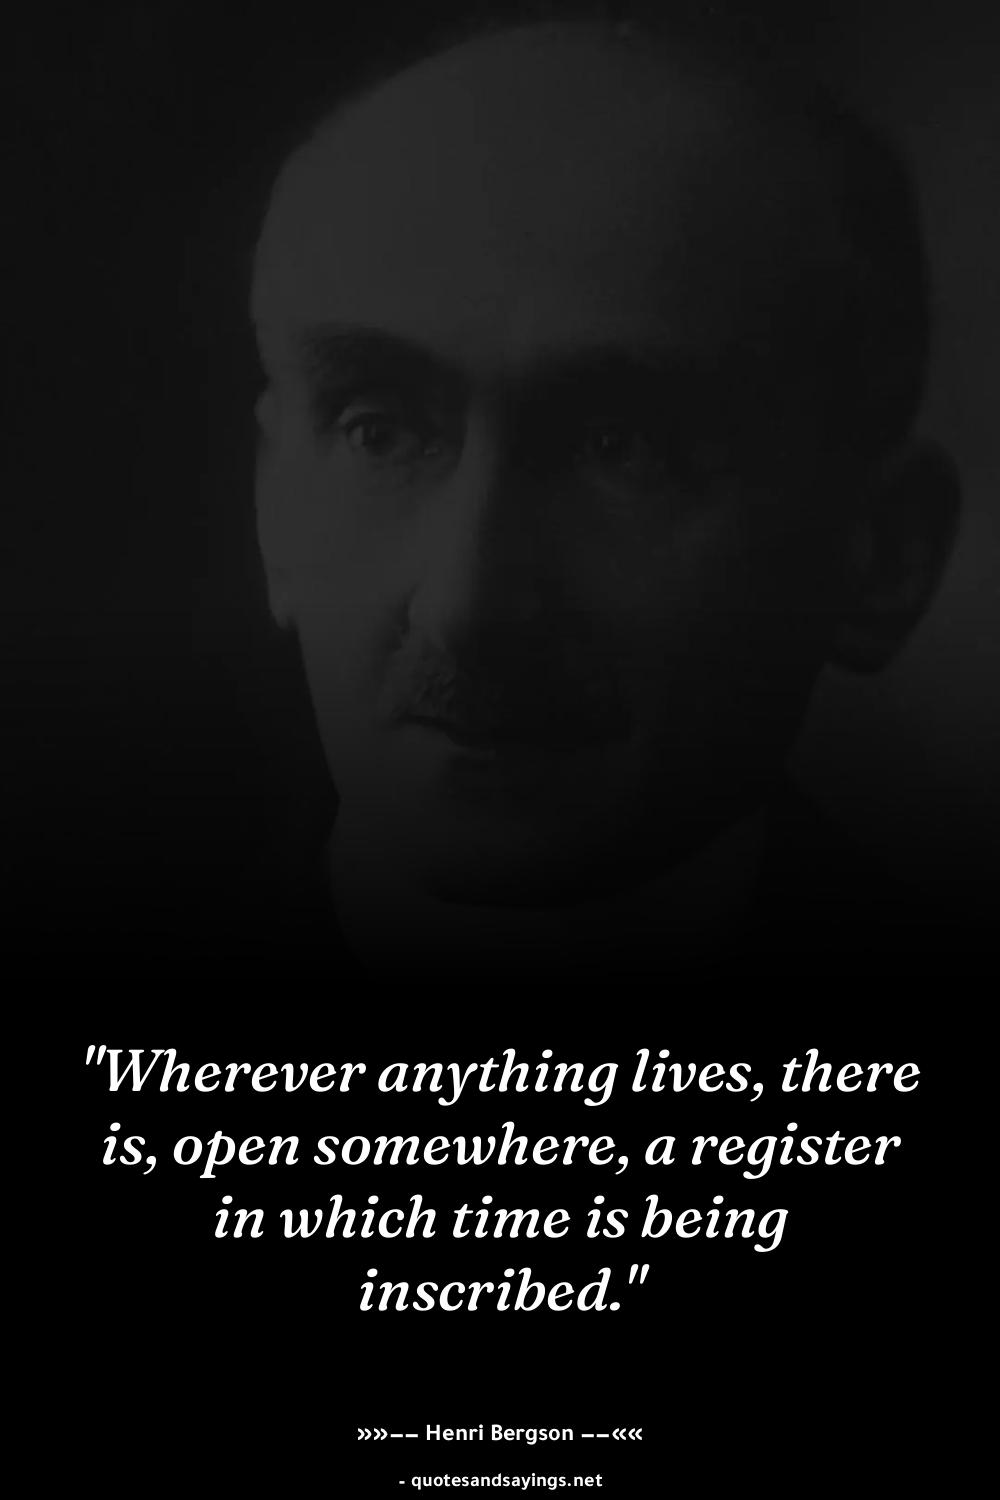 "Wherever anything lives, there
is, open somewhere, a register
in which time is being
inscribed."
»»–– Henri Bergson ––««
- quotesandsayings.net